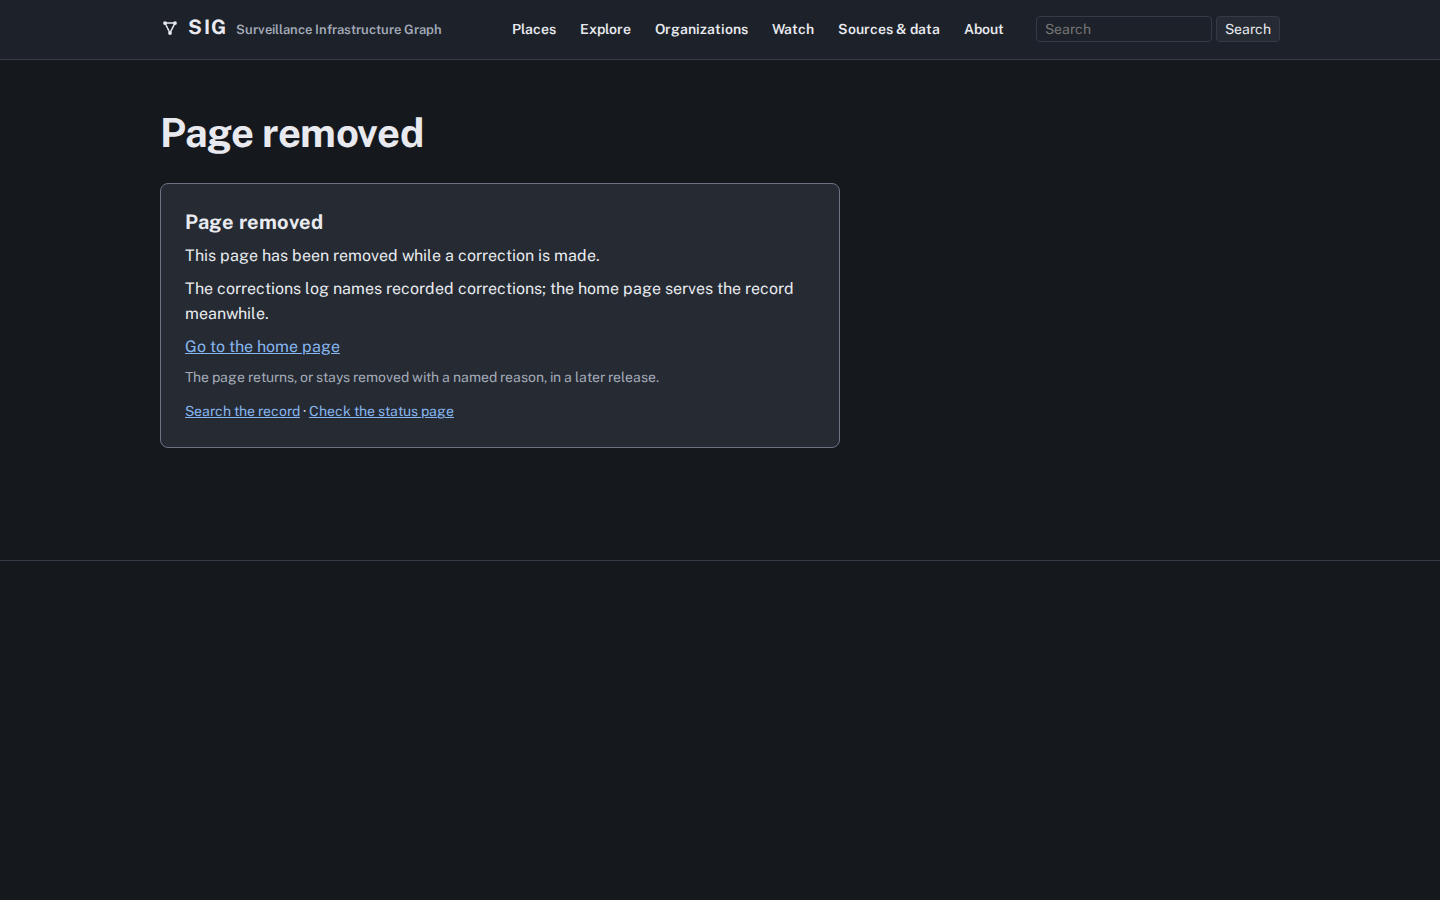 SIG Surveillance Infrastructure Graph Places Explore Organizations Watch Sources & data About Search Search
Page removed
Page removed
This page has been removed while a correction is made.
The corrections log names recorded corrections; the home page serves the record
meanwhile.
Go to the home page
The page returns, or stays removed with a named reason, in a later release.
Search the record · Check the status page